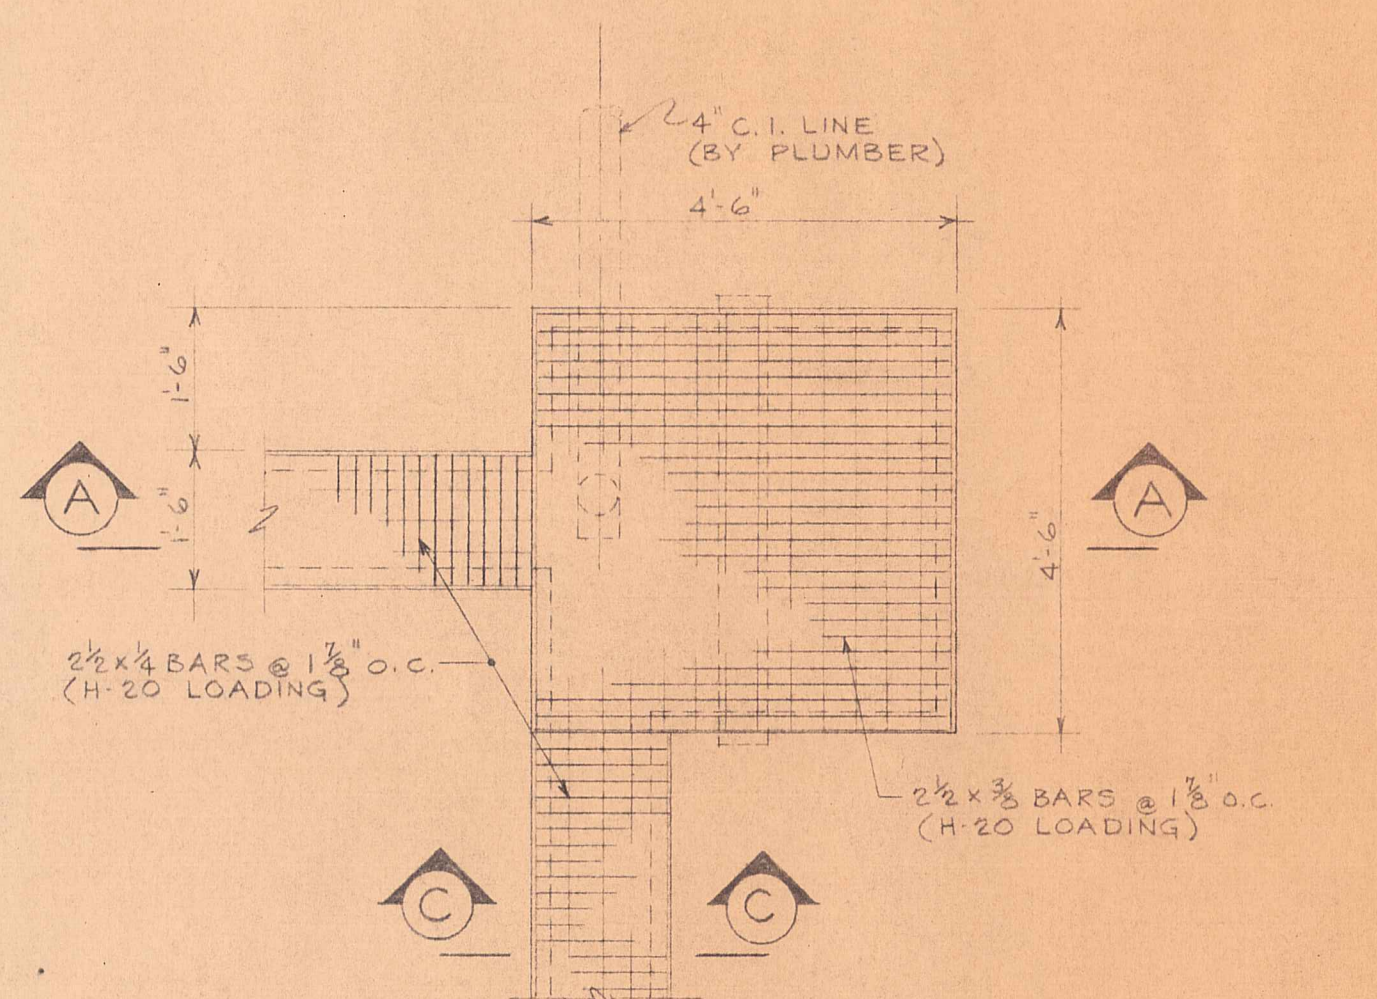 4" C.I. LINE
(BY PLUMBER)
4'-6"
1'-6"
A
1'-6"
A
4'-6"
2½ x ¼ BARS @ 1⅞" O.C.
(H-20 LOADING)
2½ x ⅜ BARS @ 1⅞" O.C.
(H-20 LOADING)
C
C